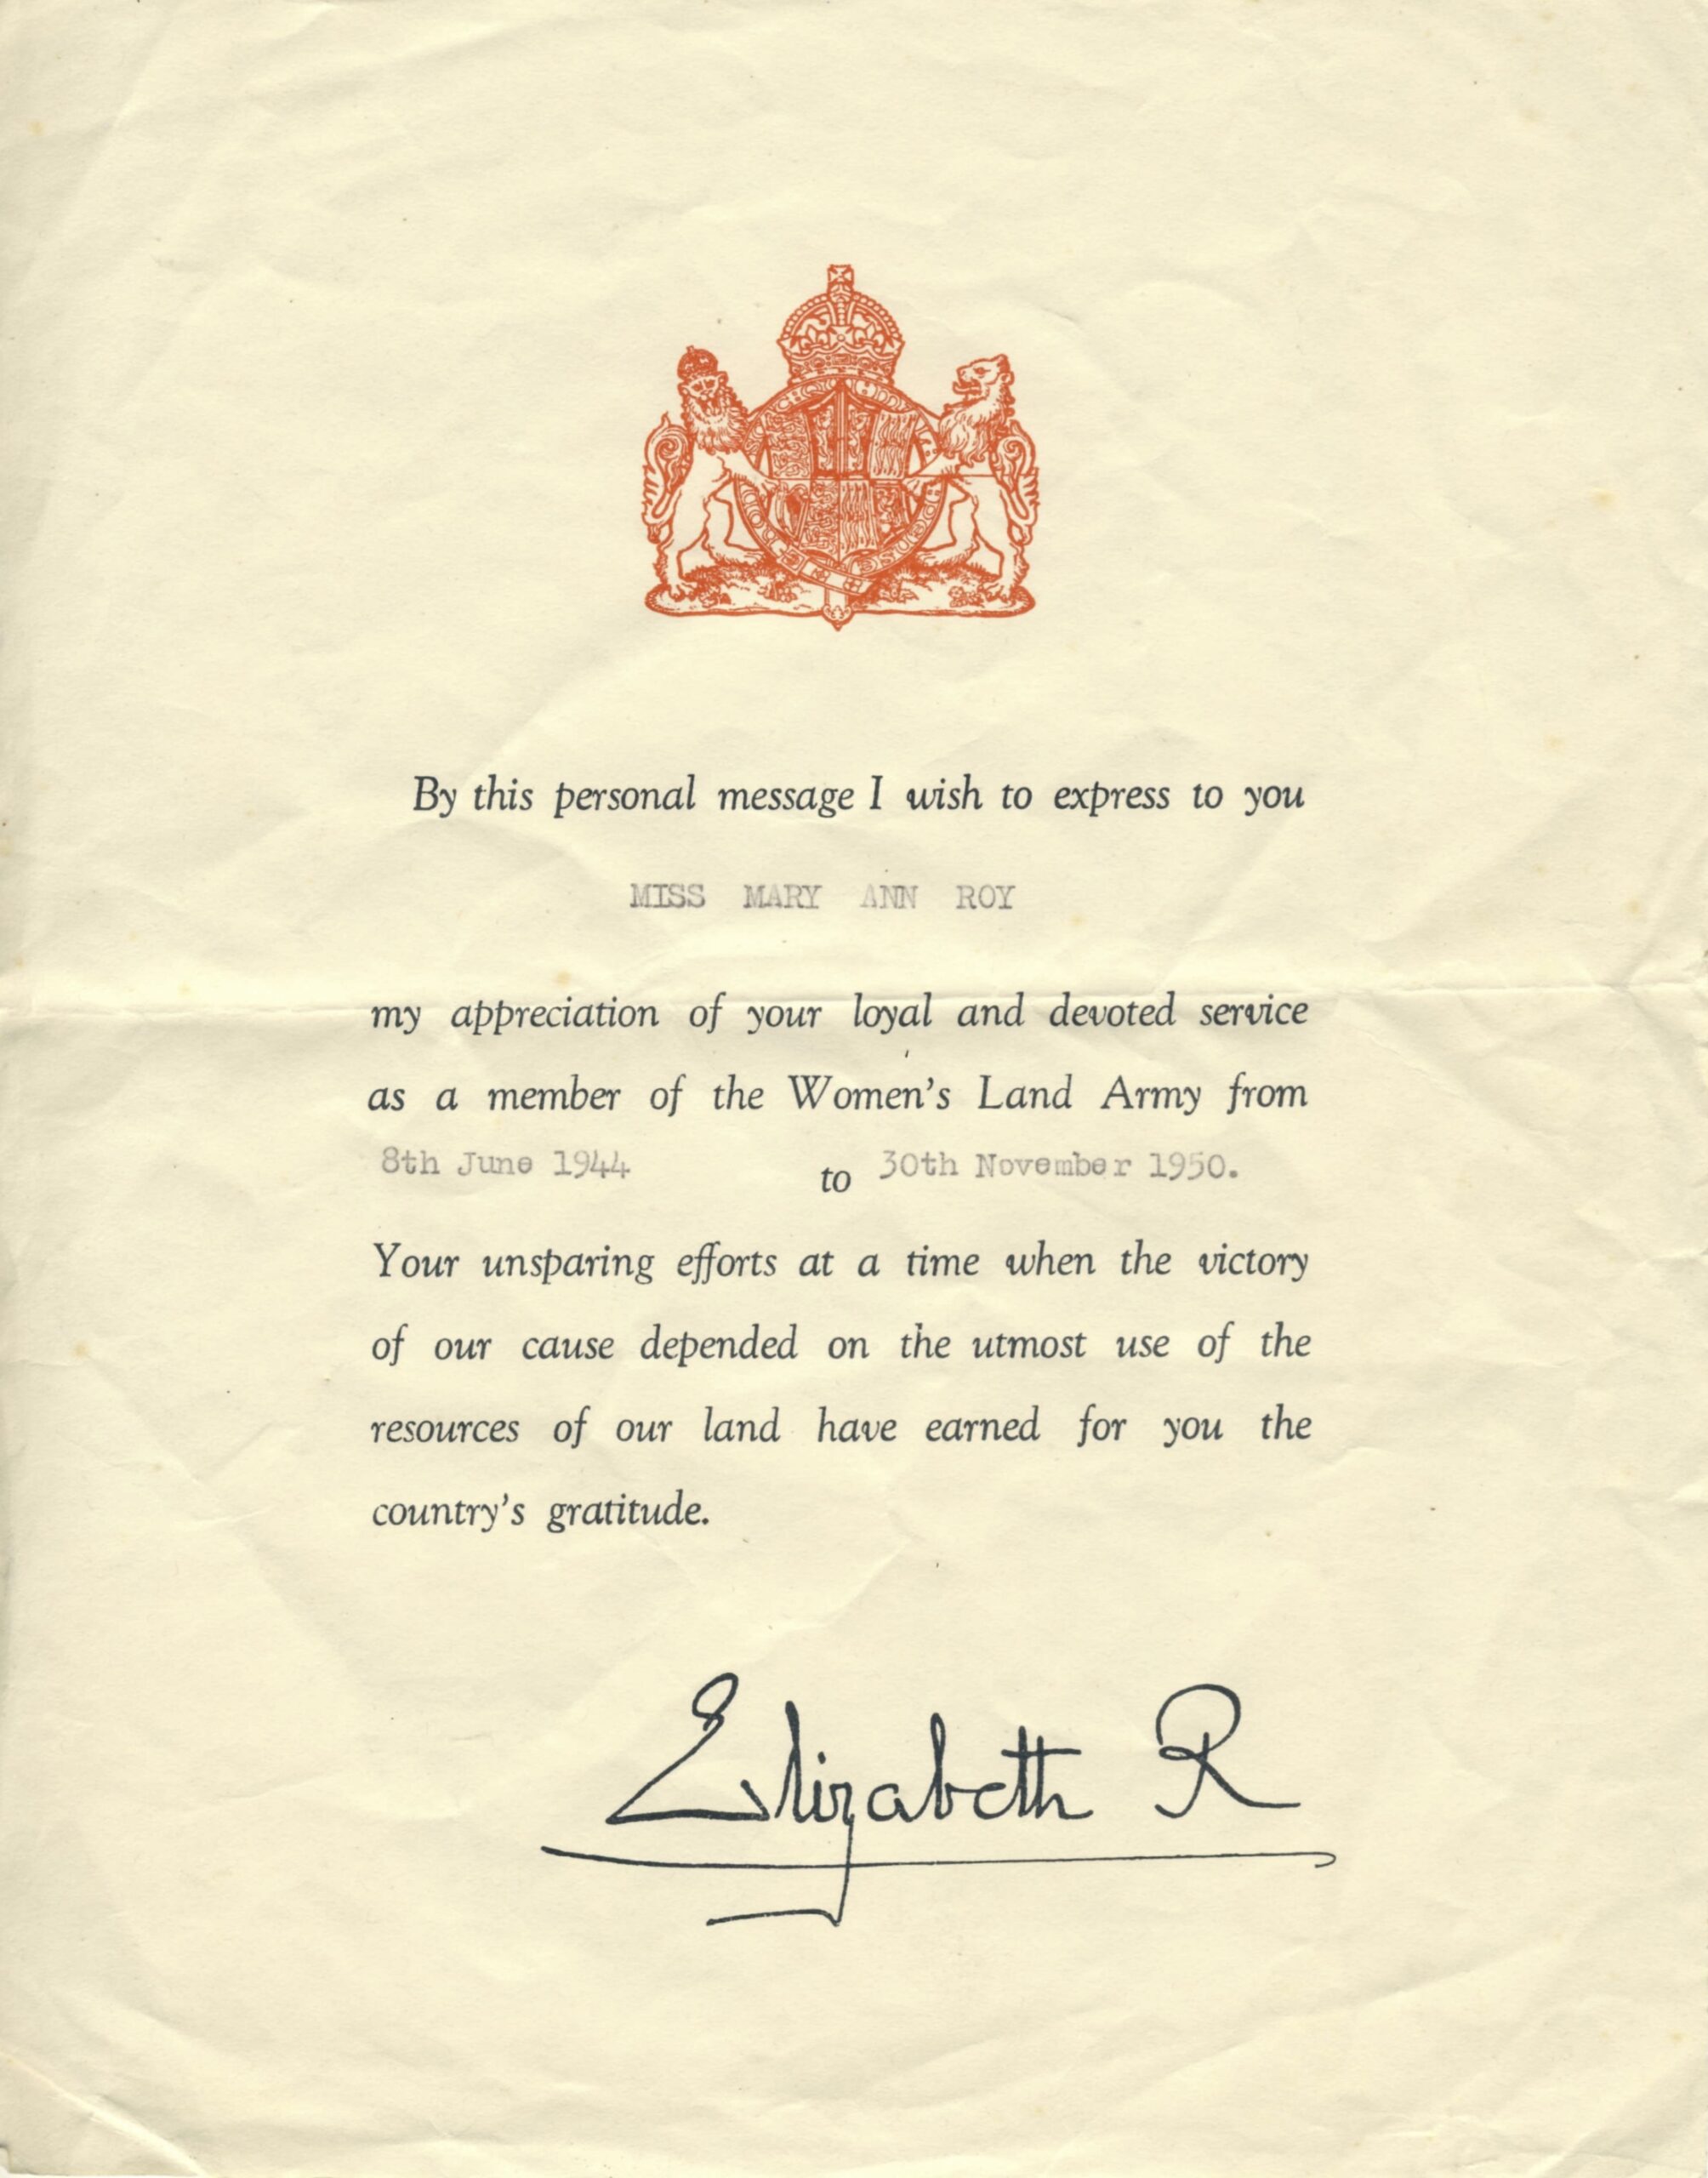 By this personal message I wish to express to you
MISS MARY ANN ROY
my appreciation of your loyal and devoted service
as a member of the Women's Land Army from
8th June 1944 to 30th November 1950.
Your unsparing efforts at a time when the victory
of our cause depended on the utmost use of the
resources of our land have earned for you the
country's gratitude.
Elizabeth R